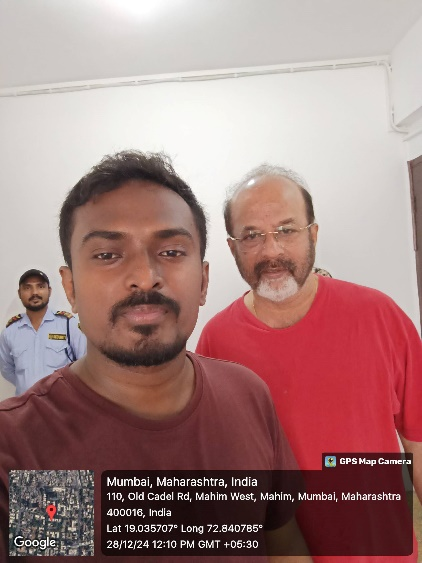 GPS Map Camera
Mumbai, Maharashtra, India
110, Old Cadel Rd, Mahim West, Mahim, Mumbai, Maharashtra
400016, India
Lat 19.035707° Long 72.840785°
28/12/24 12:10 PM GMT +05:30
Google